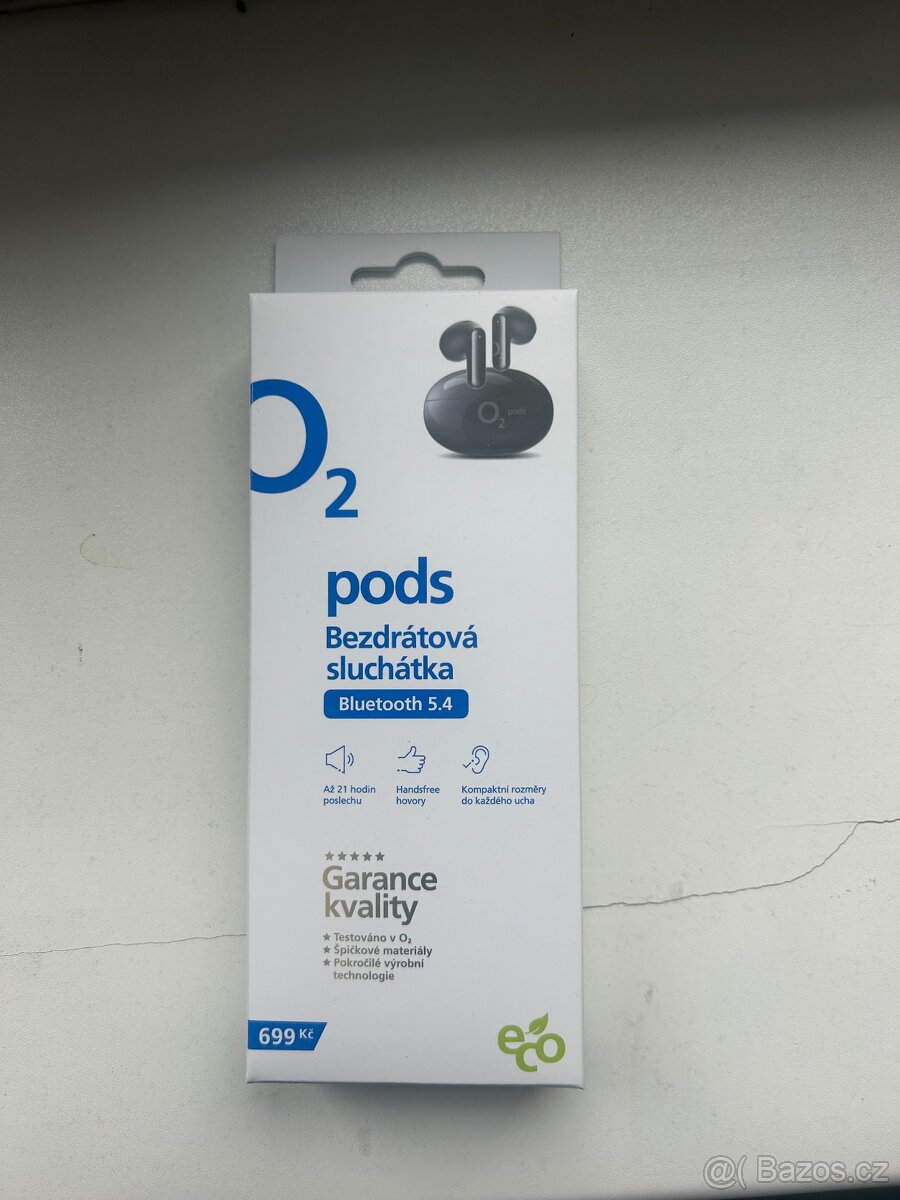 O2 pods
O2
pods
Bezdrátová
sluchátka
Bluetooth 5.4
Až 21 hodin
poslechu
Handsfree
hovory
Kompaktní rozměry
do každého ucha
Garance
kvality
★ Testováno v O₂
★ Špičkové materiály
★ Pokročilé výrobní
technologie
699 Kč
eco
@( Bazos.cz